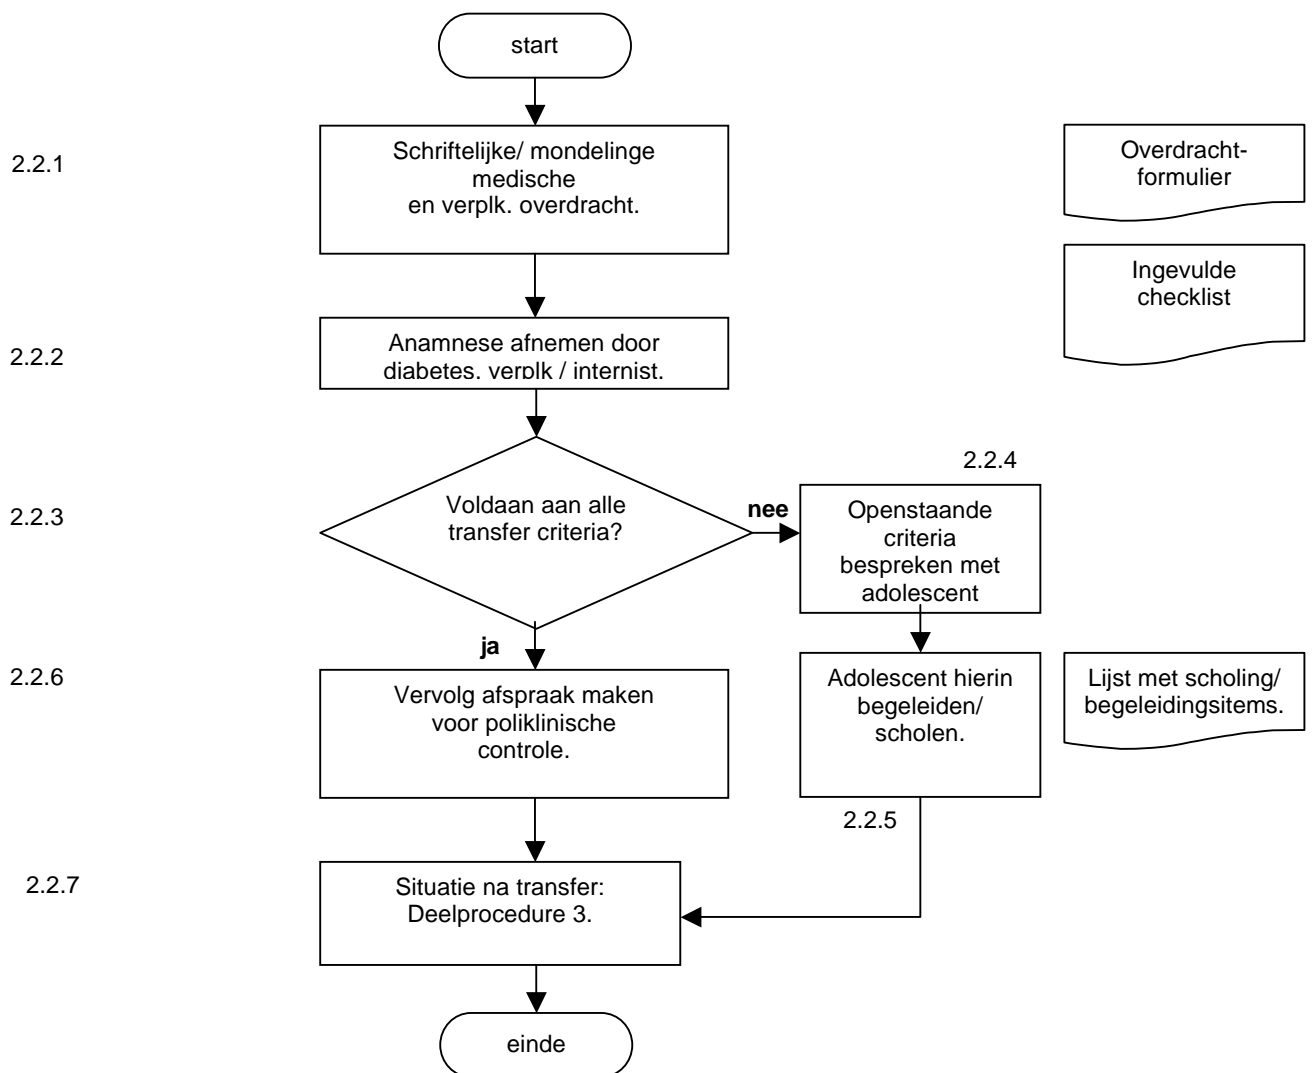 start
2.2.1
Schriftelijke/ mondelinge
medische
en verplk. overdracht.
Overdracht-
formulier
Ingevulde
checklist
2.2.2
Anamnese afnemen door
diabetes. verplk / internist.
2.2.3
Voldaan aan alle
transfer criteria?
nee
2.2.4
Openstaande
criteria
bespreken met
adolescent
ja
2.2.6
Vervolg afspraak maken
voor poliklinische
controle.
Adolescent hierin
begeleiden/
scholen.
Lijst met scholing/
begeleidingsitems.
2.2.5
2.2.7
Situatie na transfer:
Deelprocedure 3.
einde